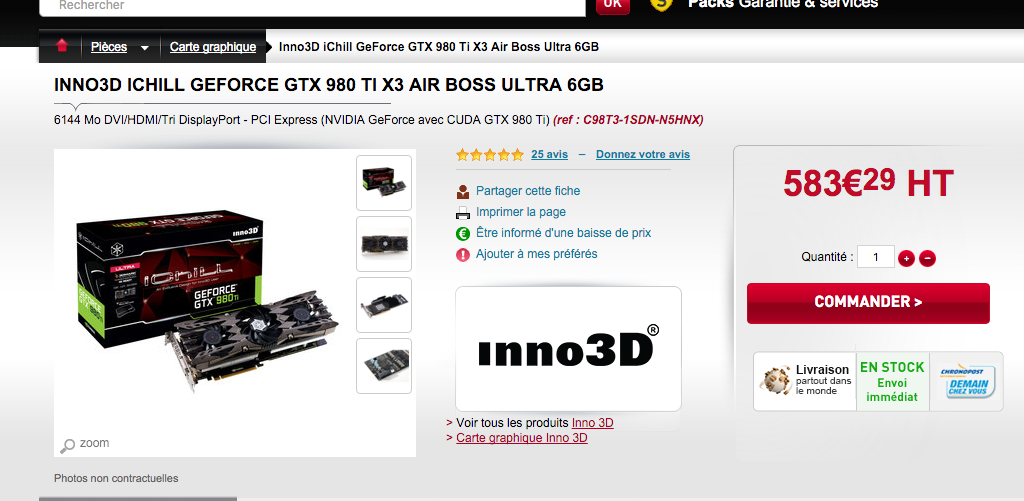 Rechercher
OK
Packs Garantie & services
Pièces
Carte graphique
Inno3D iChill GeForce GTX 980 Ti X3 Air Boss Ultra 6GB
INNO3D ICHILL GEFORCE GTX 980 TI X3 AIR BOSS ULTRA 6GB
6144 Mo DVI/HDMI/Tri DisplayPort - PCI Express (NVIDIA GeForce avec CUDA GTX 980 Ti) (ref : C98T3-1SDN-N5HNX)
25 avis – Donnez votre avis
Partager cette fiche
Imprimer la page
Être informé d'une baisse de prix
Ajouter à mes préférés
583€29 HT
Quantité : 1
COMMANDER >
inno3D
ICHILL
ULTRA
ICHILL
GEFORCE
GTX 980Ti
inno3D®
Livraison
partout dans
le monde
EN STOCK
Envoi
immédiat
CHRONOPOST
DEMAIN
CHEZ VOUS
> Voir tous les produits Inno 3D
> Carte graphique Inno 3D
zoom
Photos non contractuelles